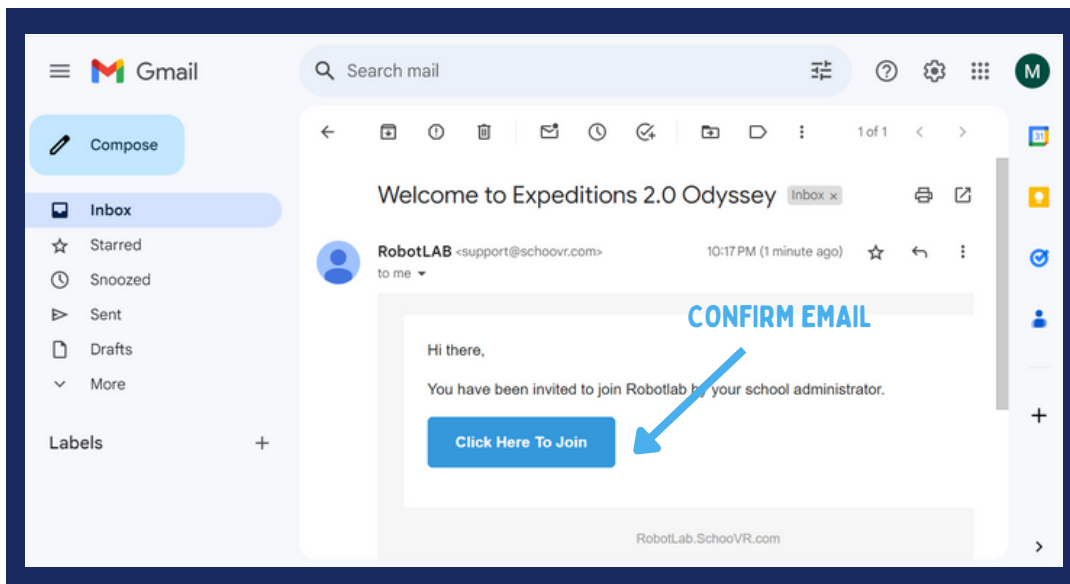 Gmail
Search mail
M
Compose
1 of 1
31
Welcome to Expeditions 2.0 Odyssey Inbox ×
Inbox
Starred
RobotLAB <support@schoovr.com> 10:17 PM (1 minute ago)
to me
Snoozed
Sent
CONFIRM EMAIL
Drafts
Hi there,
More
You have been invited to join Robotlab by your school administrator.
Labels
Click Here To Join
RobotLab.SchooVR.com